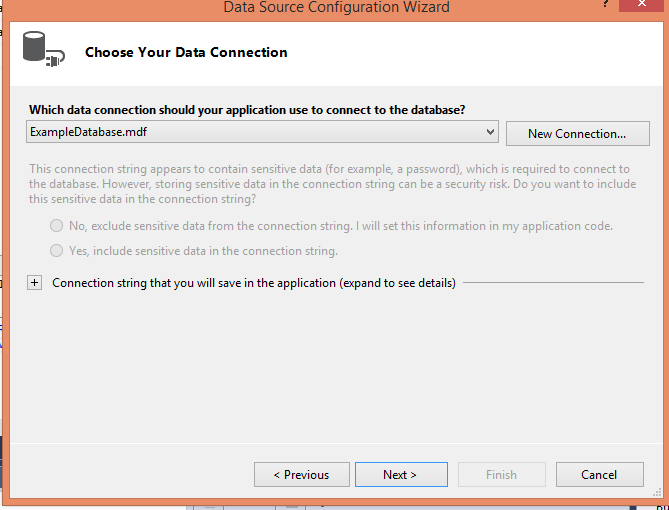 Data Source Configuration Wizard
?
x
Choose Your Data Connection
Which data connection should your application use to connect to the database?
ExampleDatabase.mdf
New Connection...
This connection string appears to contain sensitive data (for example, a password), which is required to connect to
the database. However, storing sensitive data in the connection string can be a security risk. Do you want to include
this sensitive data in the connection string?
No, exclude sensitive data from the connection string. I will set this information in my application code.
Yes, include sensitive data in the connection string.
+ Connection string that you will save in the application (expand to see details)
< Previous
Next >
Finish
Cancel